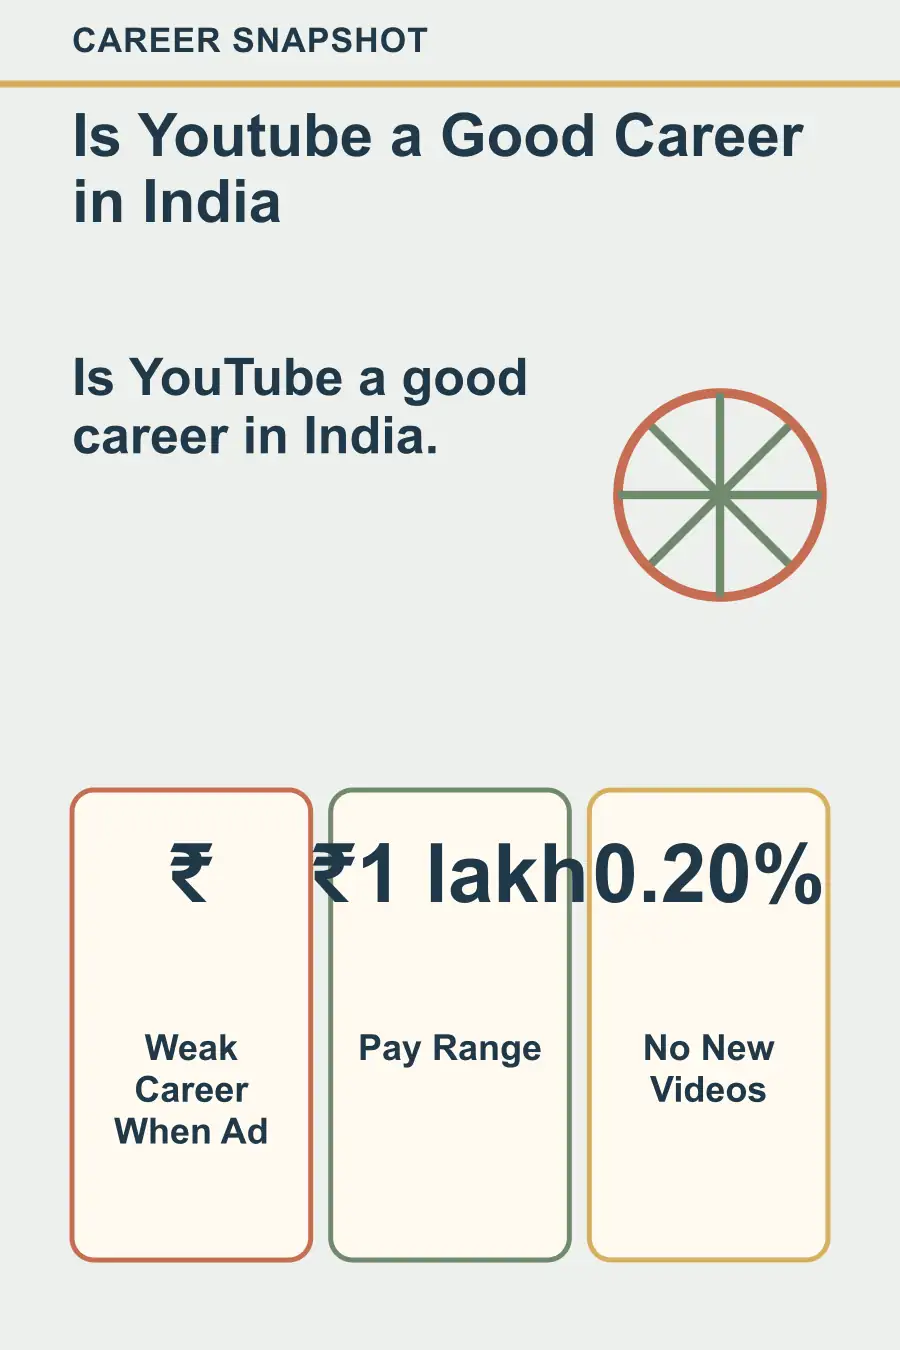 CAREER SNAPSHOT
Is Youtube a Good Career
in India
Is YouTube a good
career in India.
₹
Weak
Career
When Ad
₹1 lakh
Pay Range
0.20%
No New
Videos